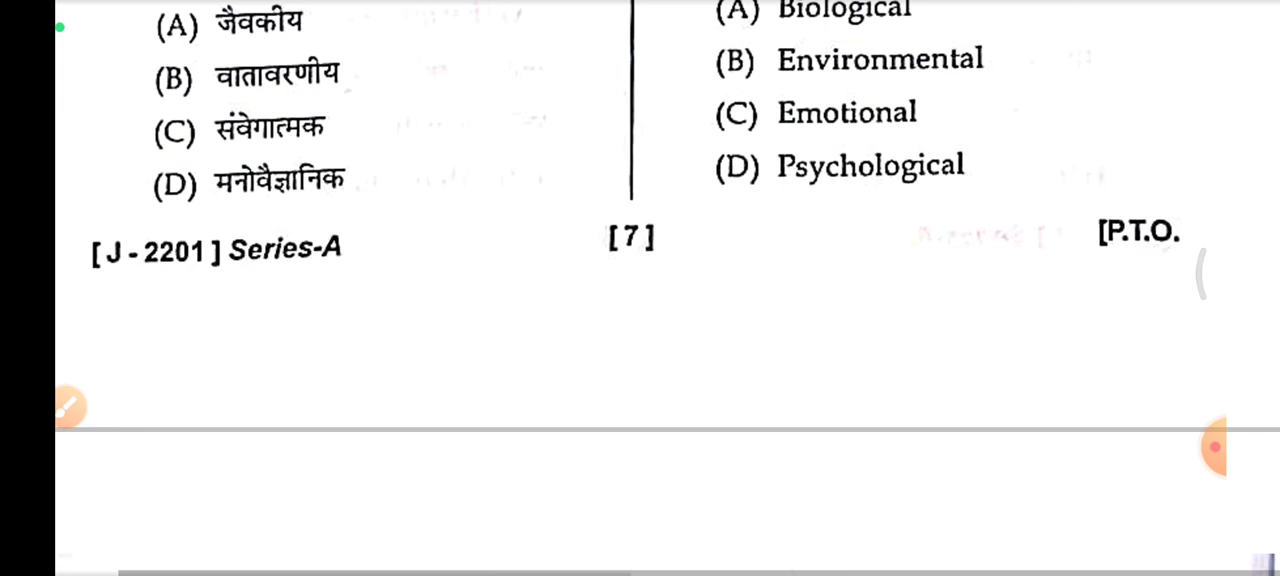 (A) जैवकीय
(B) वातावरणीय
(C) संवेगात्मक
(D) मनोवैज्ञानिक
(A) Biological
(B) Environmental
(C) Emotional
(D) Psychological
[ J - 2201 ] Series-A [ 7 ] [P.T.O.